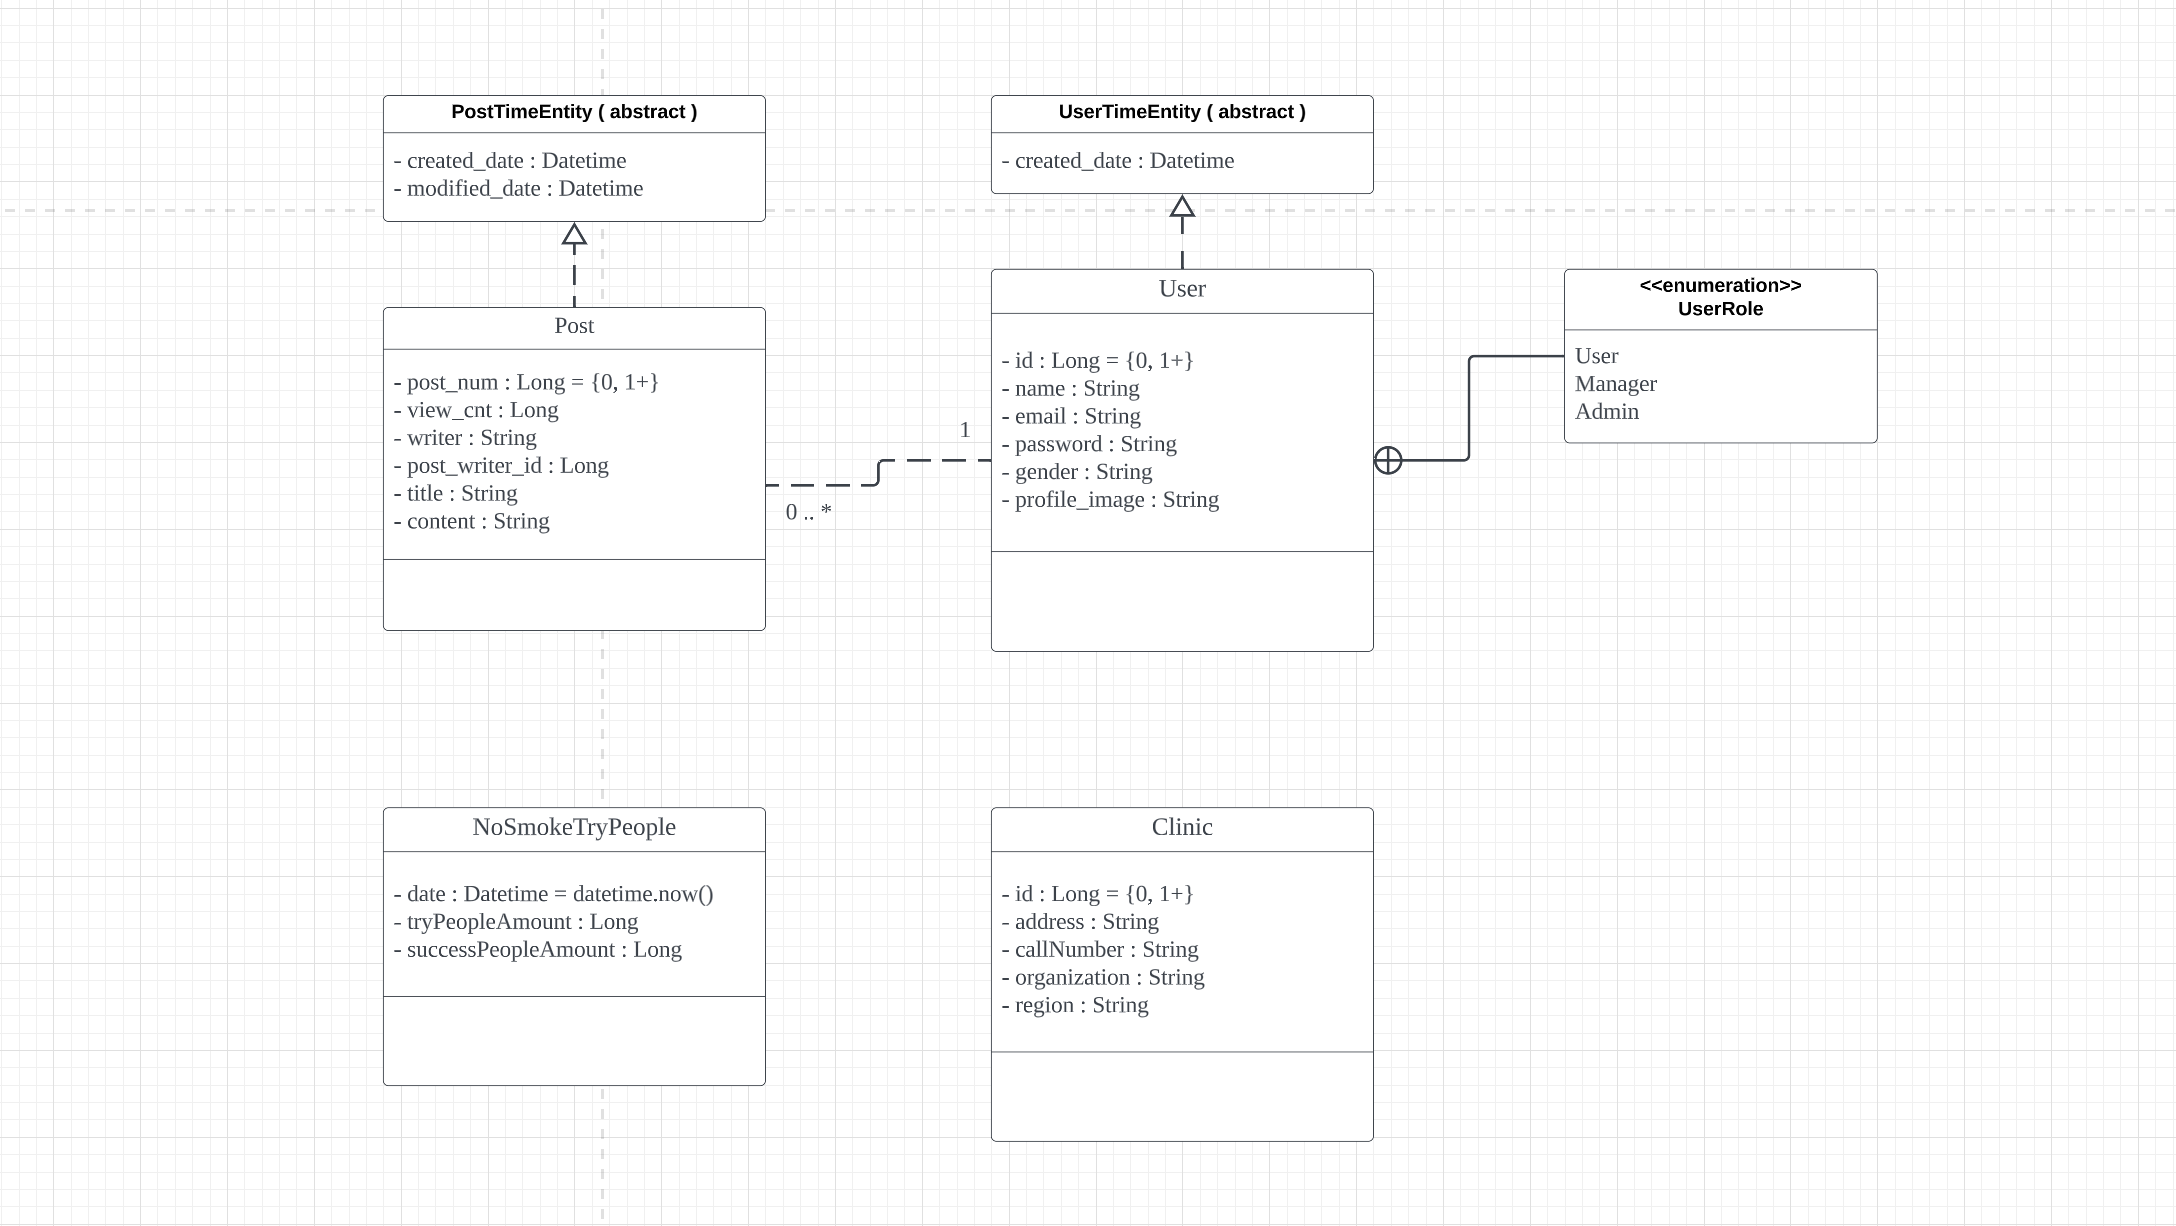 PostTimeEntity ( abstract )
- created_date : Datetime
- modified_date : Datetime
UserTimeEntity ( abstract )
- created_date : Datetime
Post
- post_num : Long = {0, 1+}
- view_cnt : Long
- writer : String
- post_writer_id : Long
- title : String
- content : String
0 .. *
1
User
- id : Long = {0, 1+}
- name : String
- email : String
- password : String
- gender : String
- profile_image : String
<<enumeration>>
UserRole
User
Manager
Admin
NoSmokeTryPeople
- date : Datetime = datetime.now()
- tryPeopleAmount : Long
- successPeopleAmount : Long
Clinic
- id : Long = {0, 1+}
- address : String
- callNumber : String
- organization : String
- region : String